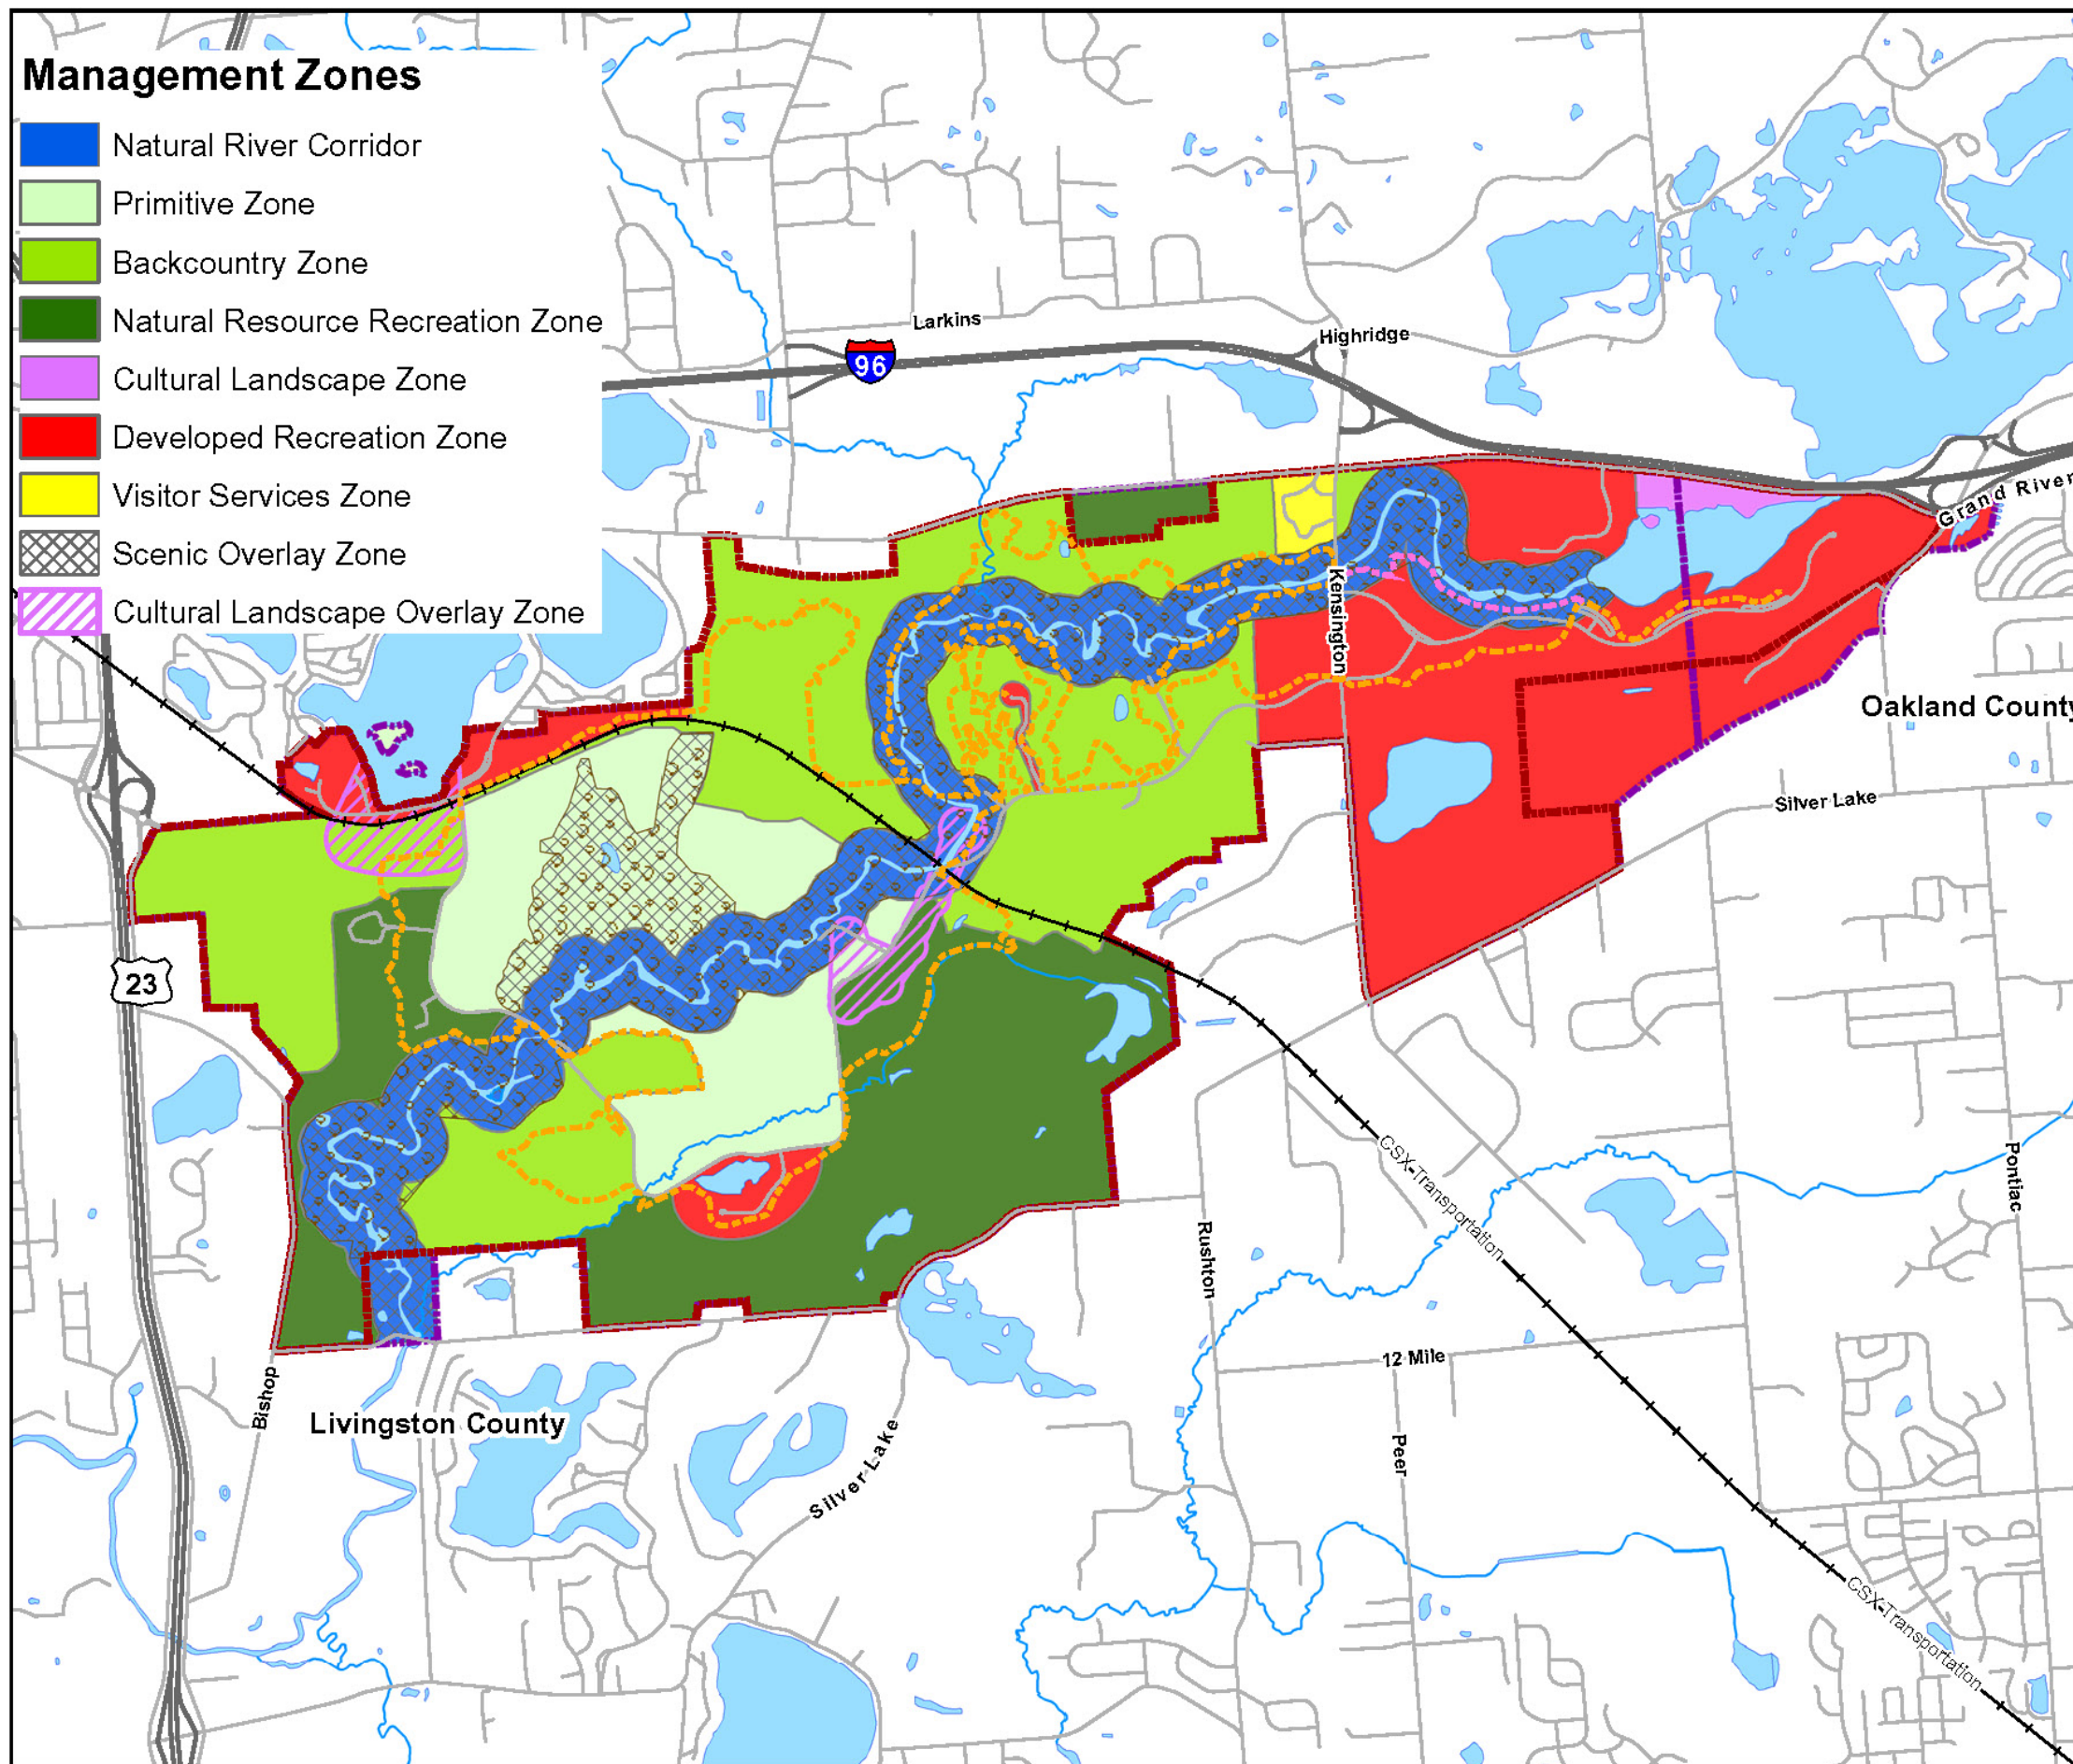 Management Zones
Natural River Corridor
Primitive Zone
Backcountry Zone
Natural Resource Recreation Zone
Cultural Landscape Zone
Developed Recreation Zone
Visitor Services Zone
Scenic Overlay Zone
Cultural Landscape Overlay Zone
Larkins
Highridge
96
Grand River
Kensington
Oakland County
Silver Lake
23
CSX-Transportation
Pontiac
Rushton
12 Mile
Bishop
Livingston County
Silver Lake
Peer
CSX-Transportation